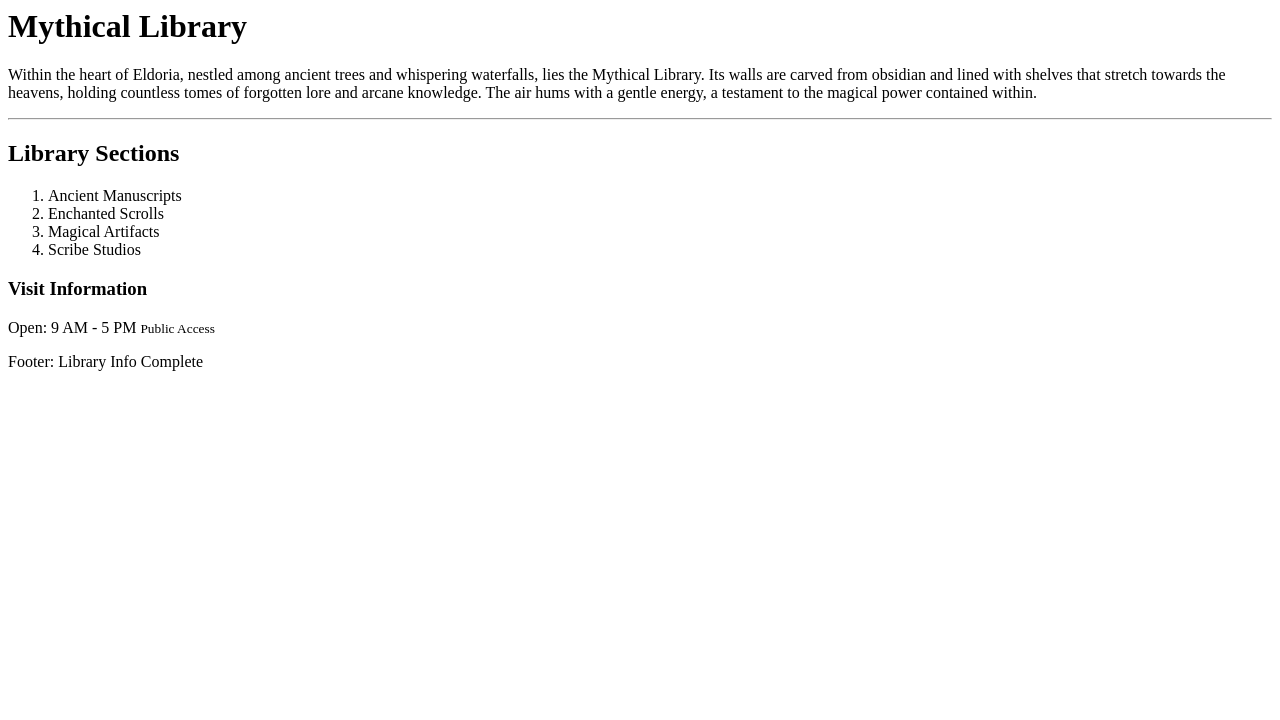 Mythical Library
Within the heart of Eldoria, nestled among ancient trees and whispering waterfalls, lies the Mythical Library. Its walls are carved from obsidian and lined with shelves that stretch towards the
heavens, holding countless tomes of forgotten lore and arcane knowledge. The air hums with a gentle energy, a testament to the magical power contained within.
Library Sections
1. Ancient Manuscripts
2. Enchanted Scrolls
3. Magical Artifacts
4. Scribe Studios
Visit Information
Open: 9 AM - 5 PM Public Access
Footer: Library Info Complete